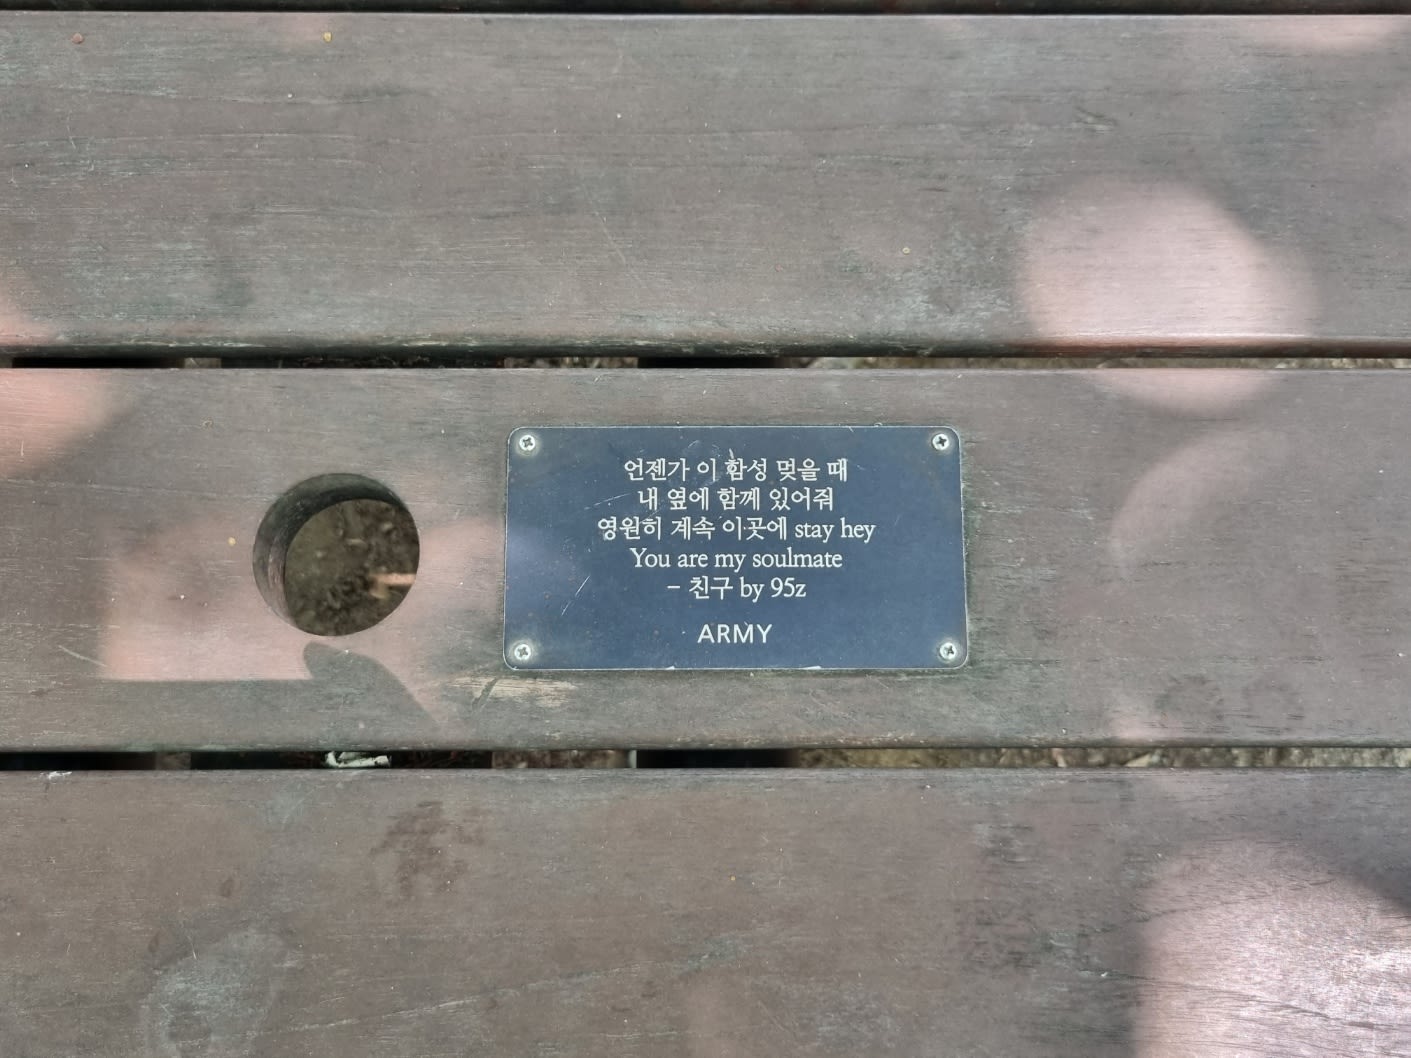 언젠가 이 함성 멎을 때
내 옆에 함께 있어줘
영원히 계속 이곳에 stay hey
You are my soulmate
– 친구 by 95z
ARMY